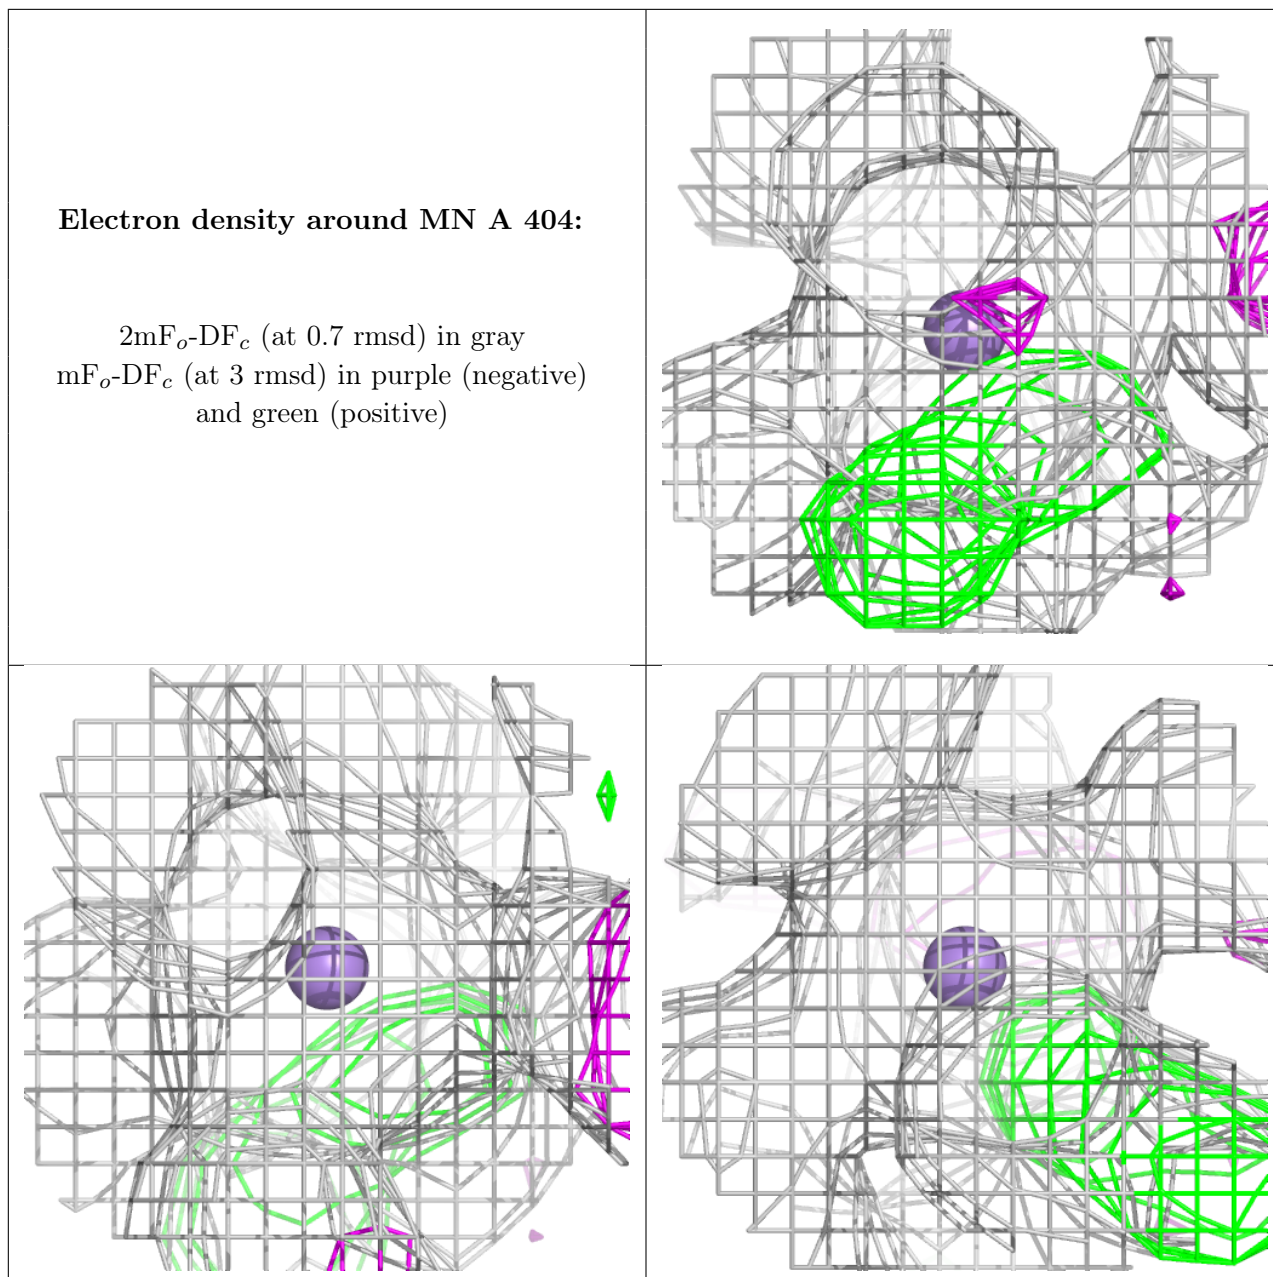 Electron density around MN A 404:
2mFo-DFc (at 0.7 rmsd) in gray
mFo-DFc (at 3 rmsd) in purple (negative)
and green (positive)